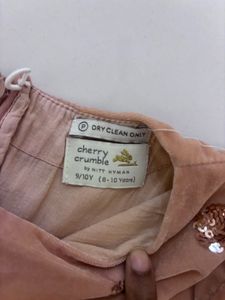 P DRY CLEAN ONLY
cherry
crumble
by NITT HYMAN
9/10Y (8-10 Years)